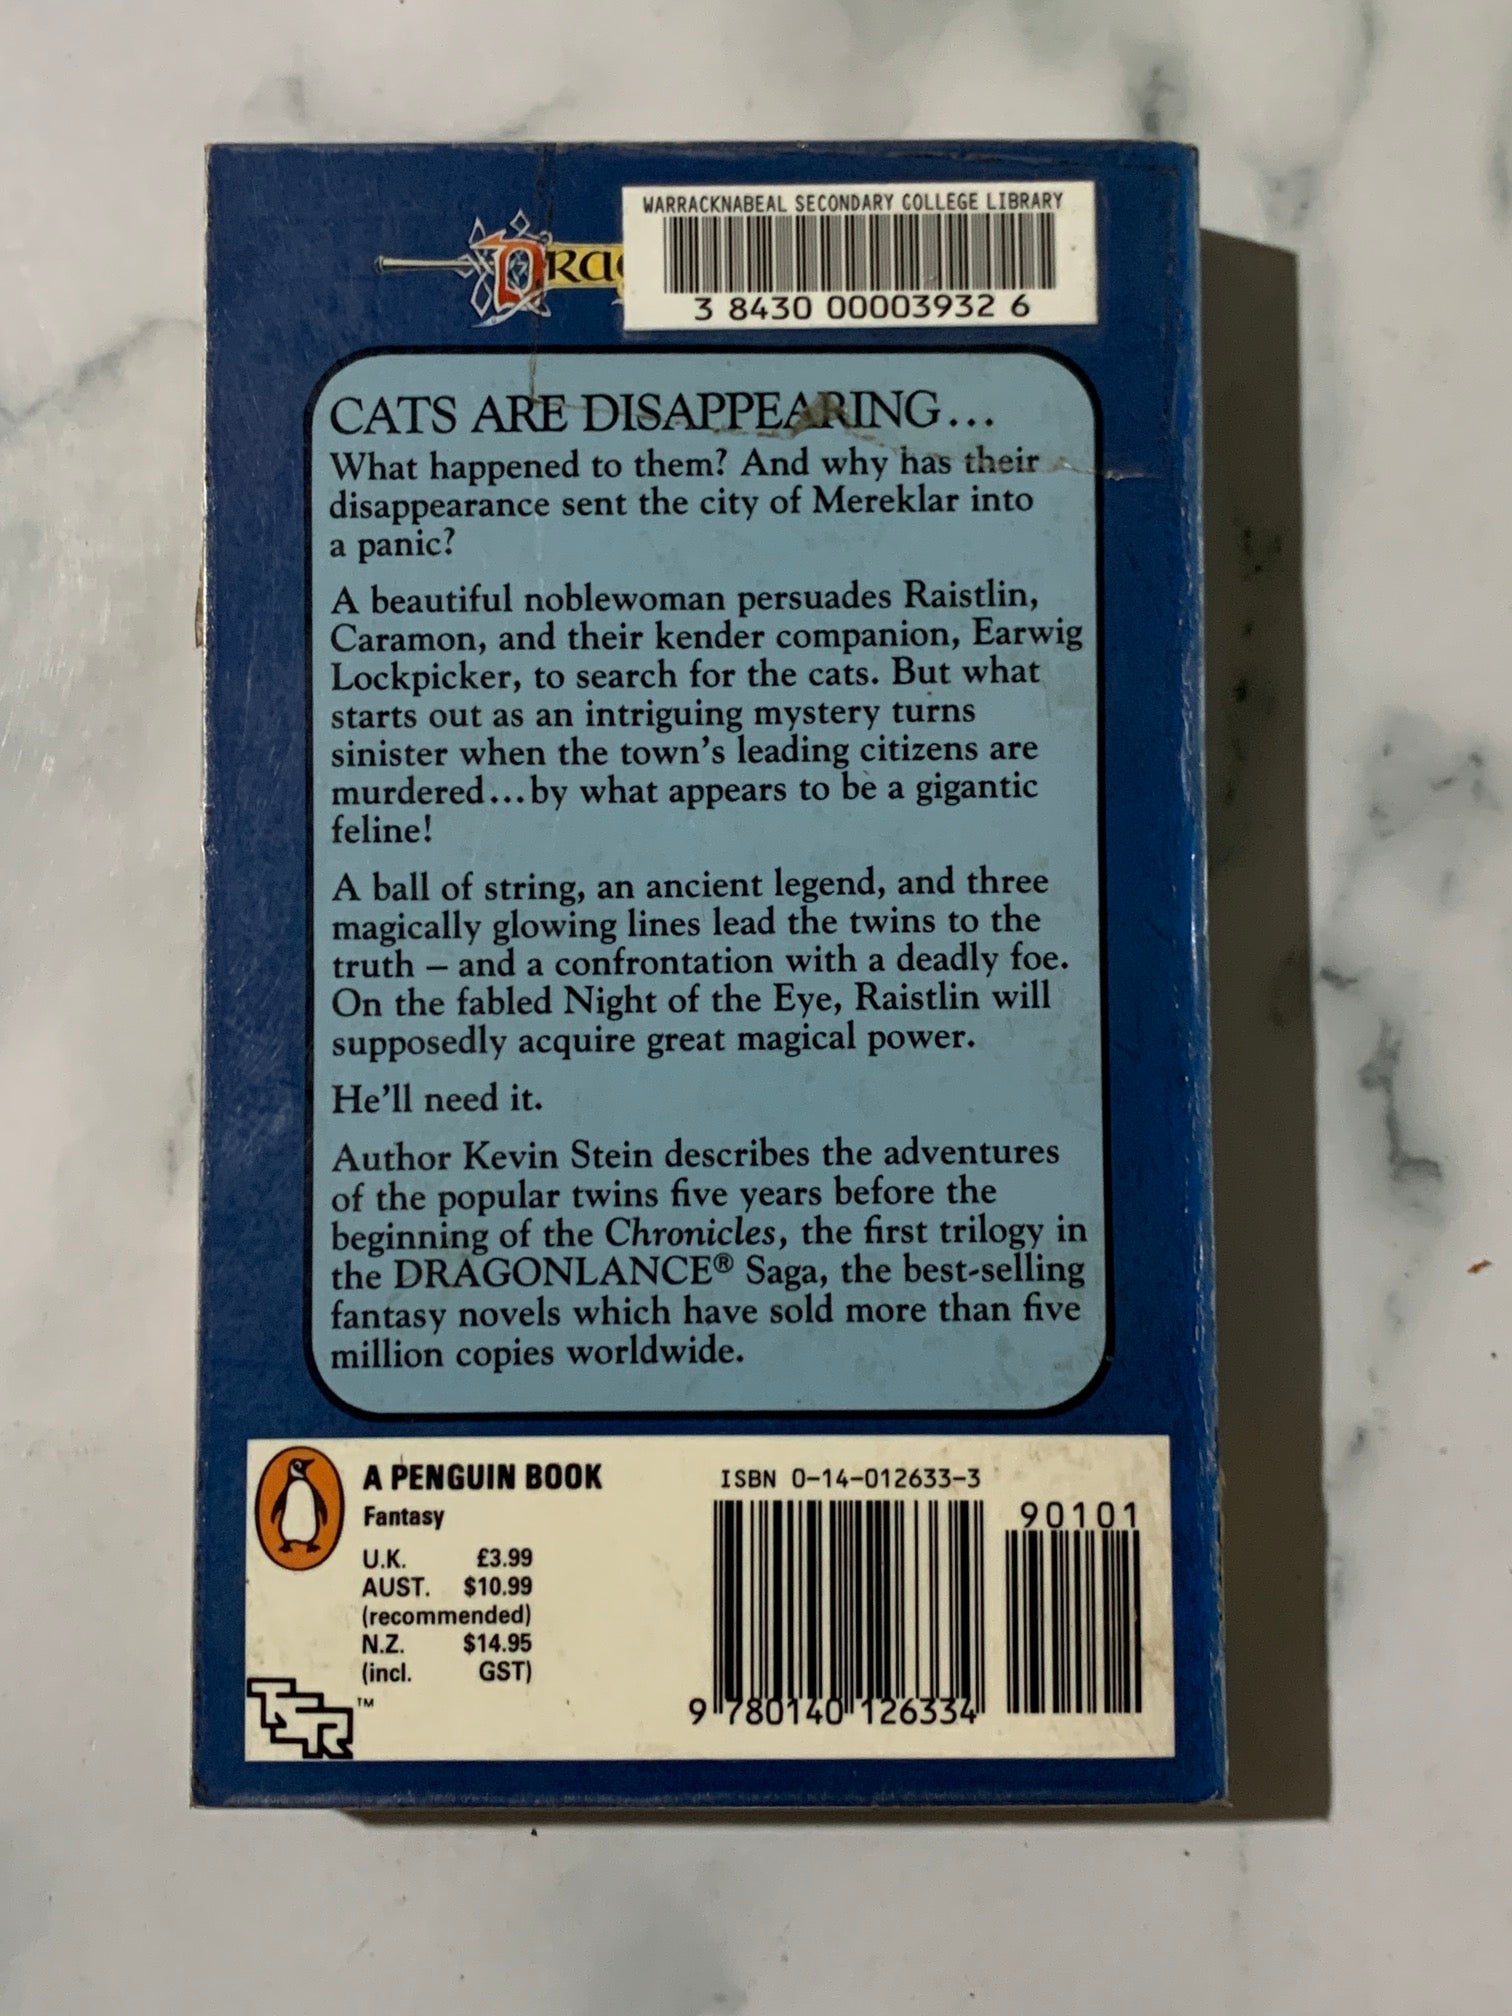 WARRACKNABEAL SECONDARY COLLEGE LIBRARY
3 8430 00003932 6
CATS ARE DISAPPEARING...
What happened to them? And why has their
disappearance sent the city of Mereklar into
a panic?
A beautiful noblewoman persuades Raistlin,
Caramon, and their kender companion, Earwig
Lockpicker, to search for the cats. But what
starts out as an intriguing mystery turns
sinister when the town's leading citizens are
murdered...by what appears to be a gigantic
feline!
A ball of string, an ancient legend, and three
magically glowing lines lead the twins to the
truth – and a confrontation with a deadly foe.
On the fabled Night of the Eye, Raistlin will
supposedly acquire great magical power.
He'll need it.
Author Kevin Stein describes the adventures
of the popular twins five years before the
beginning of the Chronicles, the first trilogy in
the DRAGONLANCE® Saga, the best-selling
fantasy novels which have sold more than five
million copies worldwide.
A PENGUIN BOOK
Fantasy
U.K. £3.99
AUST. $10.99
(recommended)
N.Z. $14.95
(incl. GST)
TSR™
ISBN 0-14-012633-3
90101
9 780140 126334